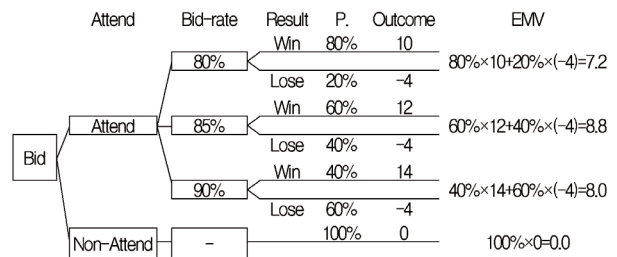 Attend Bid-rate Result P. Outcome EMV
Win 80% 10
80% 80%×10+20%×(-4)=7.2
Lose 20% -4
Win 60% 12
Attend 85% 60%×12+40%×(-4)=8.8
Lose 40% -4
Bid
Win 40% 14
90% 40%×14+60%×(-4)=8.0
Lose 60% -4
100% 0
Non-Attend - 100%×0=0.0